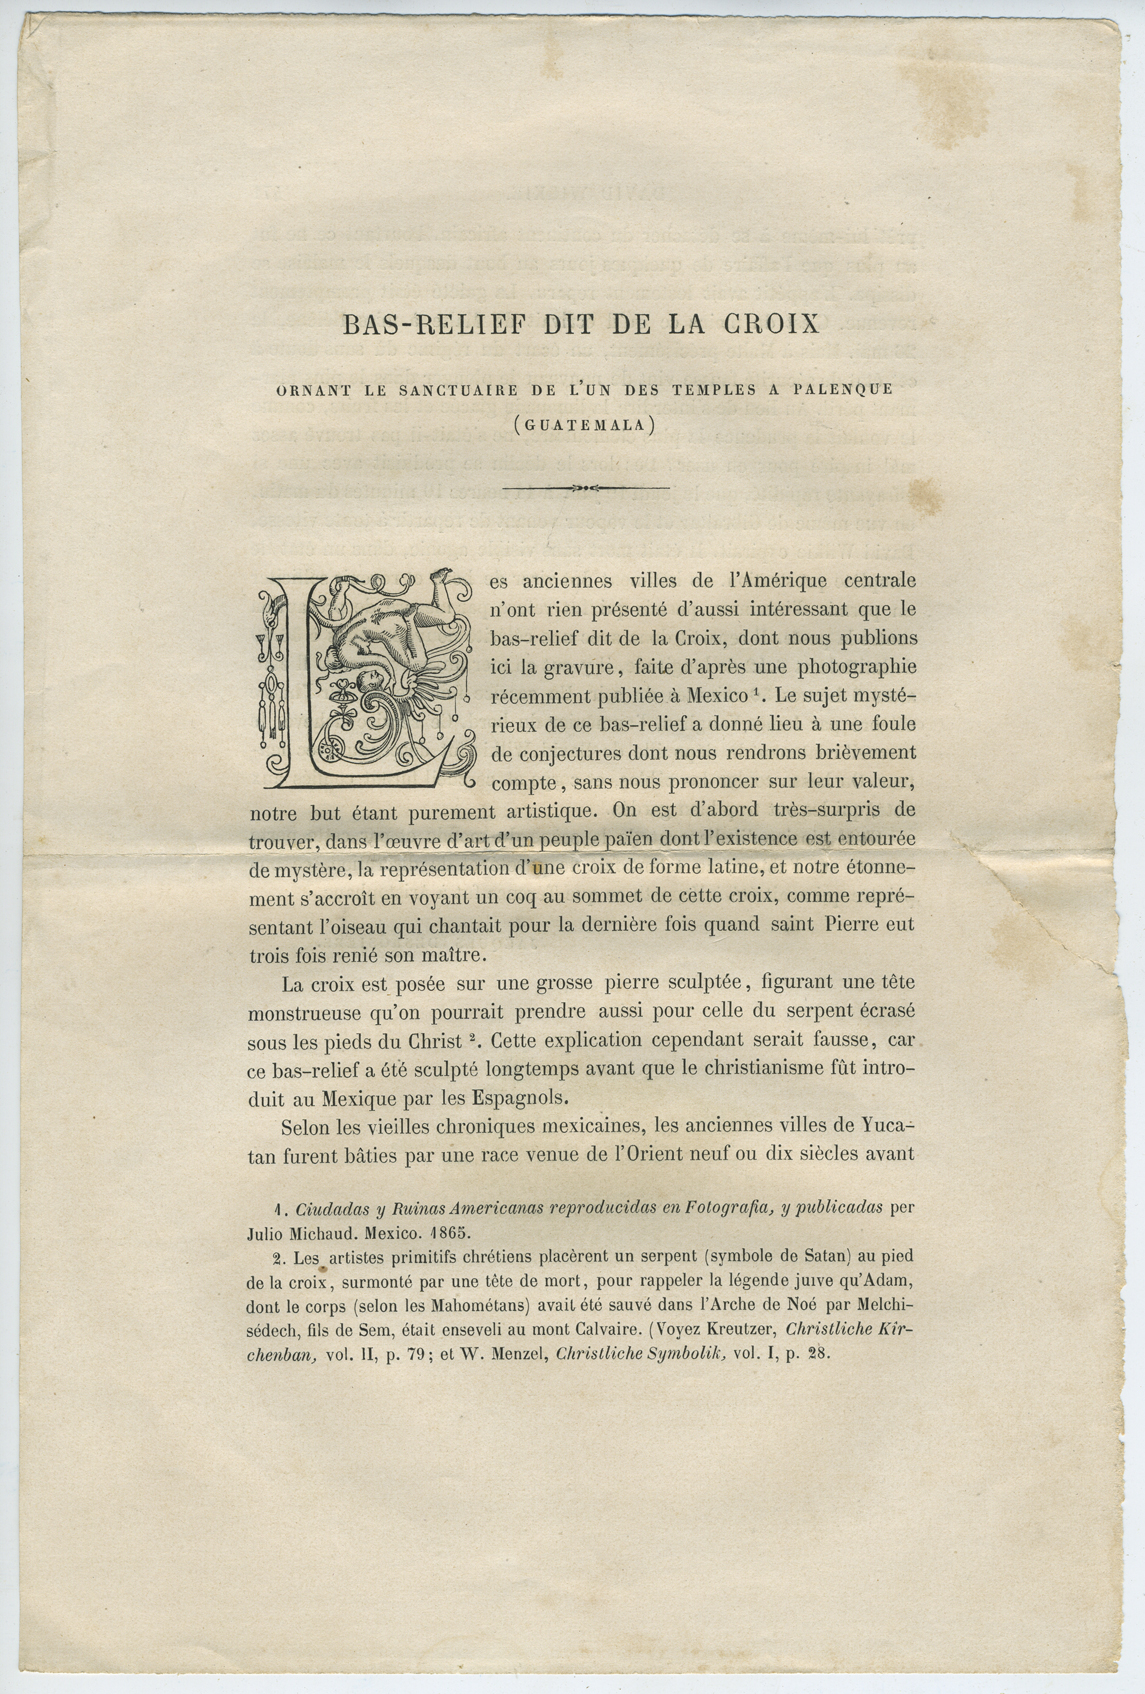 BAS-RELIEF DIT DE LA CROIX
ORNANT LE SANCTUAIRE DE L'UN DES TEMPLES A PALENQUE
(GUATEMALA)
Les anciennes villes de l'Amérique centrale
n'ont rien présenté d'aussi intéressant que le
bas-relief dit de la Croix, dont nous publions
ici la gravure, faite d'après une photographie
récemment publiée à Mexico 1. Le sujet mysté-
rieux de ce bas-relief a donné lieu à une foule
de conjectures dont nous rendrons brièvement
compte, sans nous prononcer sur leur valeur,
notre but étant purement artistique. On est d'abord très-surpris de
trouver, dans l'œuvre d'art d'un peuple païen dont l'existence est entourée
de mystère, la représentation d'une croix de forme latine, et notre étonne-
ment s'accroît en voyant un coq au sommet de cette croix, comme repré-
sentant l'oiseau qui chantait pour la dernière fois quand saint Pierre eut
trois fois renié son maître.
La croix est posée sur une grosse pierre sculptée, figurant une tête
monstrueuse qu'on pourrait prendre aussi pour celle du serpent écrasé
sous les pieds du Christ 2. Cette explication cependant serait fausse, car
ce bas-relief a été sculpté longtemps avant que le christianisme fût intro-
duit au Mexique par les Espagnols.
Selon les vieilles chroniques mexicaines, les anciennes villes de Yuca-
tan furent bâties par une race venue de l'Orient neuf ou dix siècles avant
1. Ciudadas y Ruinas Americanas reproducidas en Fotografia, y publicadas per
Julio Michaud. Mexico. 1865.
2. Les artistes primitifs chrétiens placèrent un serpent (symbole de Satan) au pied
de la croix, surmonté par une tête de mort, pour rappeler la légende juive qu'Adam,
dont le corps (selon les Mahométans) avait été sauvé dans l'Arche de Noé par Melchi-
sédech, fils de Sem, était enseveli au mont Calvaire. (Voyez Kreutzer, Christliche Kir-
chenban, vol. II, p. 79; et W. Menzel, Christliche Symbolik, vol. I, p. 28.